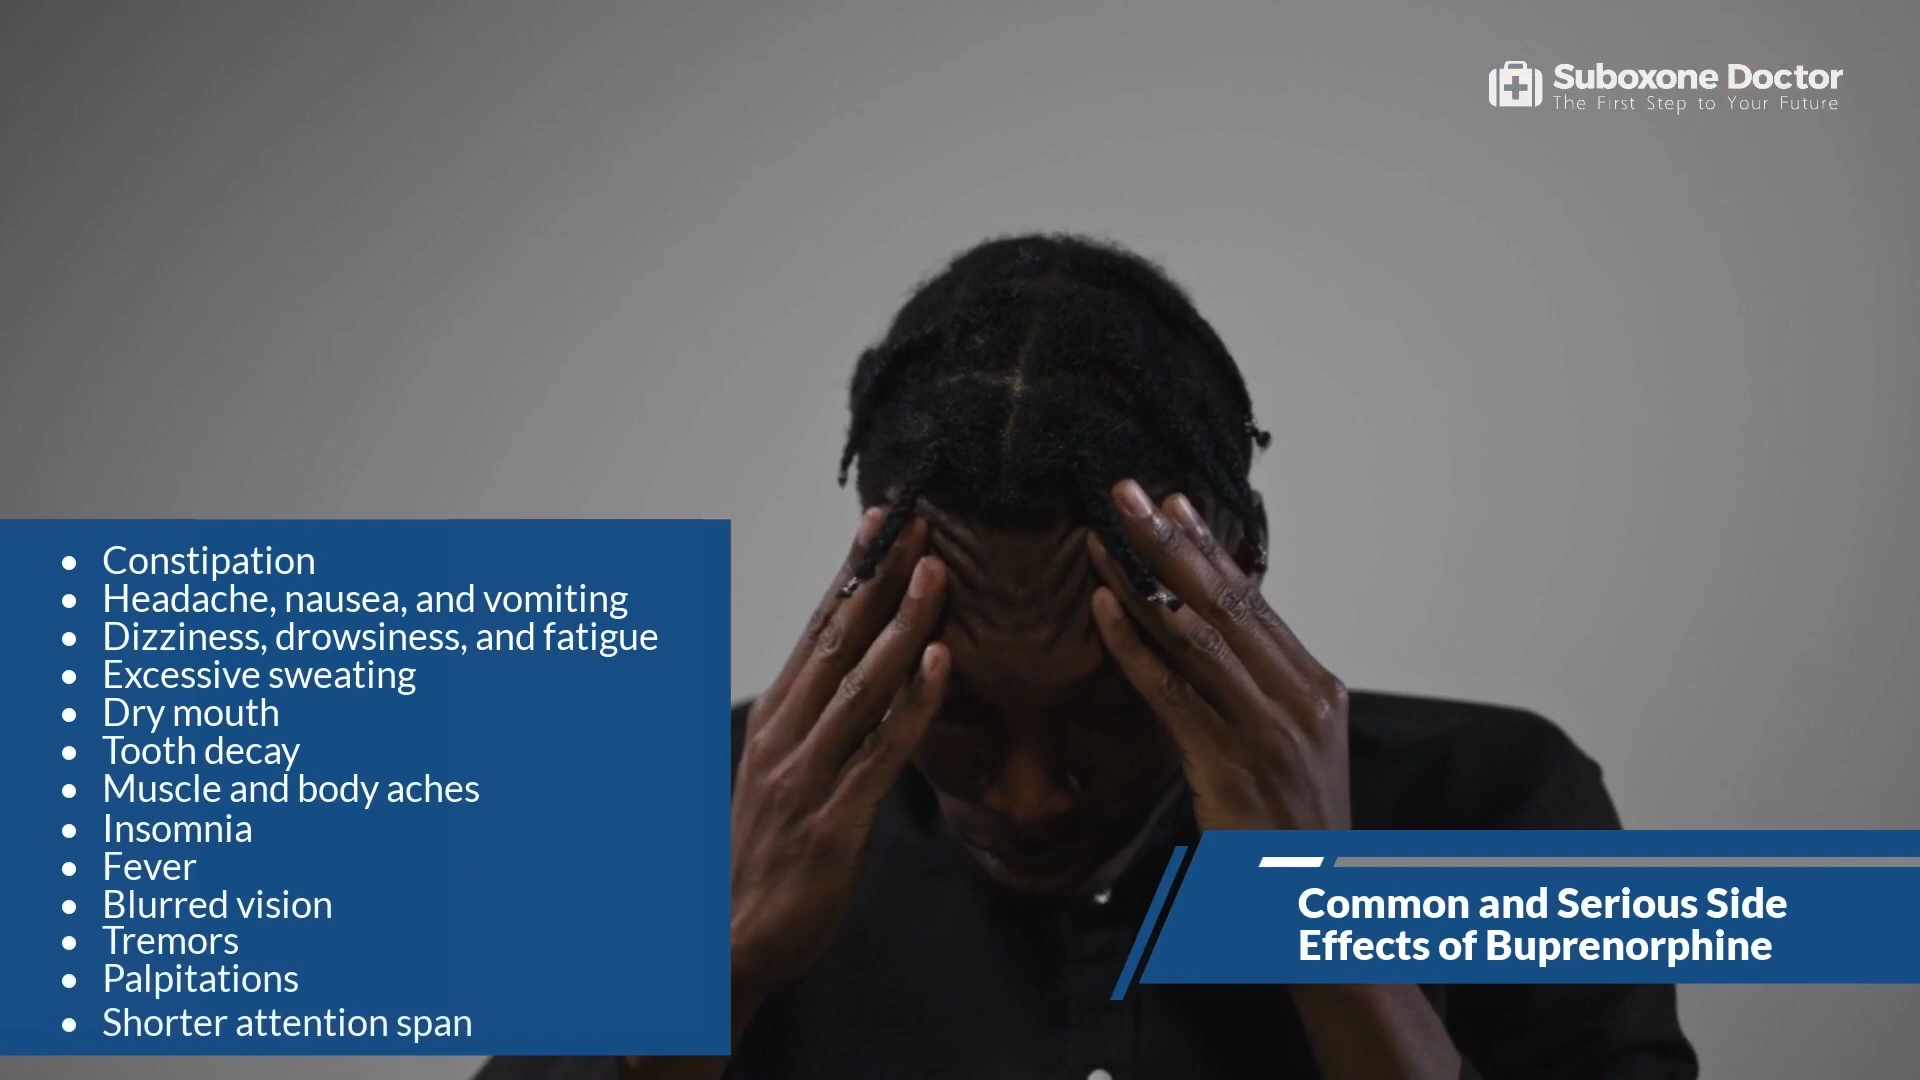 Suboxone Doctor
The First Step to Your Future
• Constipation
• Headache, nausea, and vomiting
• Dizziness, drowsiness, and fatigue
• Excessive sweating
• Dry mouth
• Tooth decay
• Muscle and body aches
• Insomnia
• Fever
• Blurred vision
• Tremors
• Palpitations
• Shorter attention span
Common and Serious Side
Effects of Buprenorphine